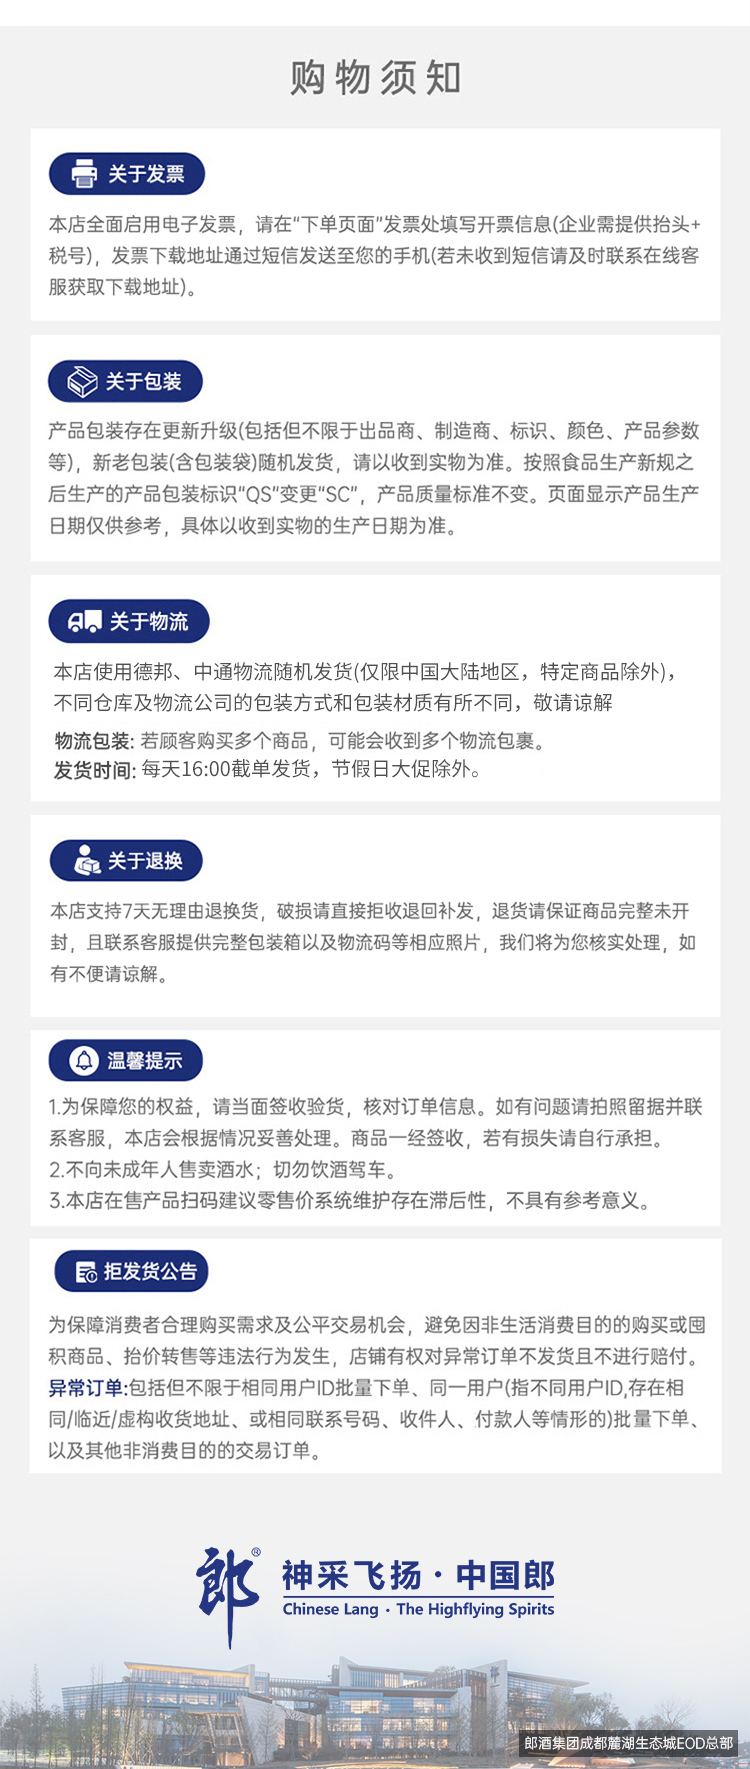 购物须知
关于发票
本店全面启用电子发票，请在“下单页面”发票处填写开票信息(企业需提供抬头+
税号)，发票下载地址通过短信发送至您的手机(若未收到短信请及时联系在线客
服获取下载地址)。
关于包装
产品包装存在更新升级(包括但不限于出品商、制造商、标识、颜色、产品参数
等)，新老包装(含包装袋)随机发货，请以收到实物为准。按照食品生产新规之
后生产的产品包装标识“QS”变更“SC”，产品质量标准不变。页面显示产品生产
日期仅供参考，具体以收到实物的生产日期为准。
关于物流
本店使用德邦、中通物流随机发货(仅限中国大陆地区，特定商品除外)，
不同仓库及物流公司的包装方式和包装材质有所不同，敬请谅解
物流包装: 若顾客购买多个商品，可能会收到多个物流包裹。
发货时间: 每天16:00截单发货，节假日大促除外。
关于退换
本店支持7天无理由退换货，破损请直接拒收退回补发，退货请保证商品完整未开
封，且联系客服提供完整包装箱以及物流码等相应照片，我们将为您核实处理，如
有不便请谅解。
温馨提示
1.为保障您的权益，请当面签收验货，核对订单信息。如有问题请拍照留据并联
系客服，本店会根据情况妥善处理。商品一经签收，若有损失请自行承担。
2.不向未成年人售卖酒水；切勿饮酒驾车。
3.本店在售产品扫码建议零售价系统维护存在滞后性，不具有参考意义。
拒发货公告
为保障消费者合理购买需求及公平交易机会，避免因非生活消费目的的购买或囤
积商品、抬价转售等违法行为发生，店铺有权对异常订单不发货且不进行赔付。
异常订单:包括但不限于相同用户ID批量下单、同一用户(指不同用户ID,存在相
同/临近/虚构收货地址、或相同联系号码、收件人、付款人等情形的)批量下单、
以及其他非消费目的的交易订单。
郎® 神采飞扬·中国郎
Chinese Lang · The Highflying Spirits
郎
郎酒集团成都麓湖生态城EOD总部